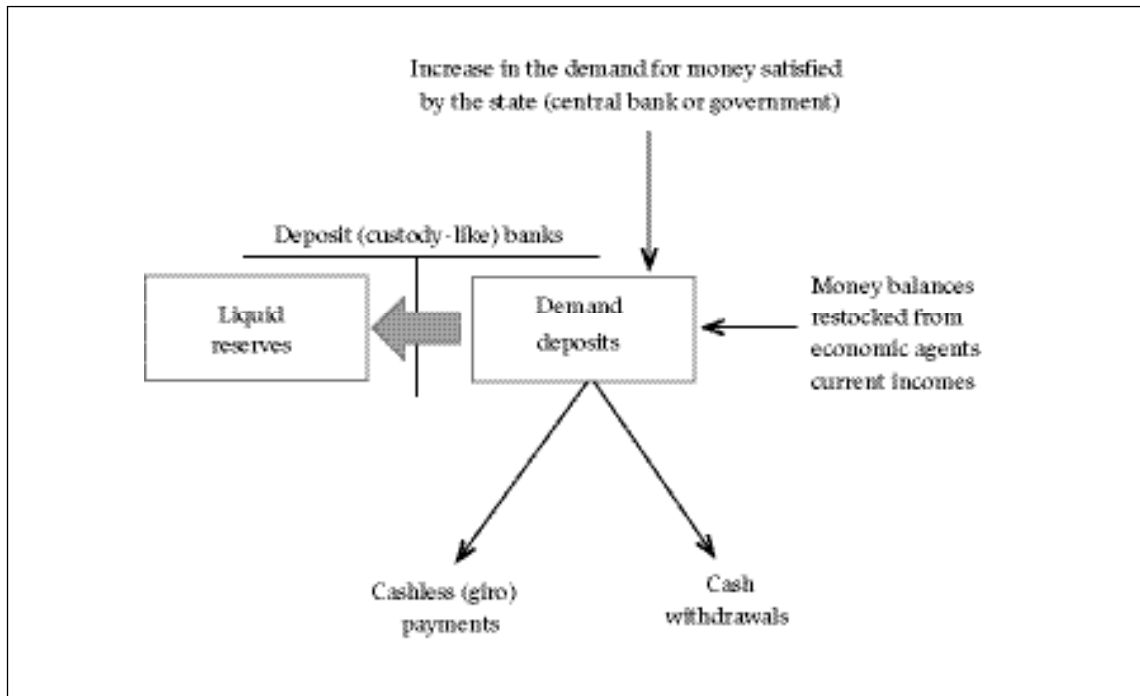 Increase in the demand for money satisfied
by the state (central bank or government)
Deposit (custody-like) banks
Liquid
reserves
Demand
deposits
Money balances
restocked from
economic agents
current incomes
Cashless (giro)
payments
Cash
withdrawals